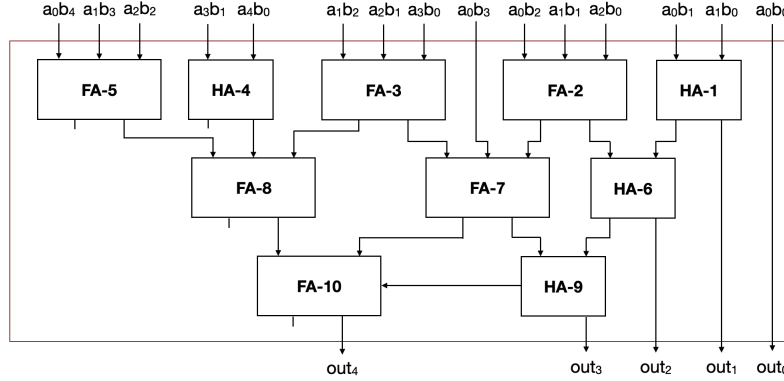 a₀b₄ a₁b₃ a₂b₂ a₃b₁ a₄b₀ a₁b₂ a₂b₁ a₃b₀ a₀b₃ a₀b₂ a₁b₁ a₂b₀ a₀b₁ a₁b₀
FA-5 HA-4 FA-3 FA-2 HA-1
FA-8 FA-7 HA-6
FA-10 HA-9
out₄ out₃ out₂ out₁